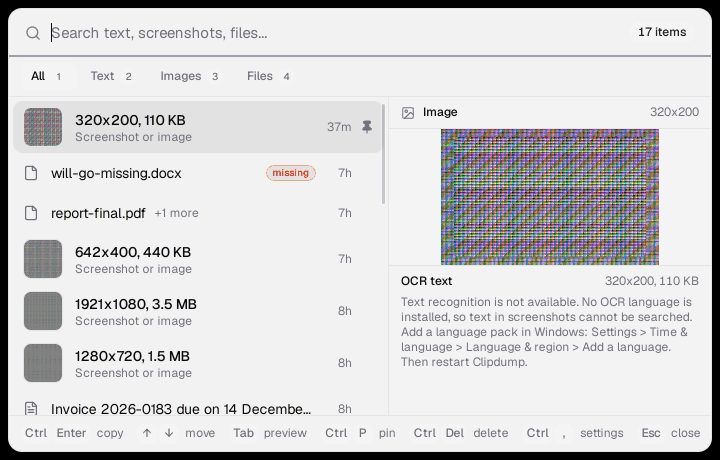 Search text, screenshots, files...
17 items
All 1 Text 2 Images 3 Files 4
320x200, 110 KB
Screenshot or image
37m
will-go-missing.docx missing 7h
report-final.pdf +1 more 7h
642x400, 440 KB
Screenshot or image
7h
1921x1080, 3.5 MB
Screenshot or image
8h
1280x720, 1.5 MB
Screenshot or image
8h
Invoice 2026-0183 due on 14 Decembe... 8h
Image 320x200
OCR text 320x200, 110 KB
Text recognition is not available. No OCR language is
installed, so text in screenshots cannot be searched.
Add a language pack in Windows: Settings > Time &
language > Language & region > Add a language.
Then restart Clipdump.
Ctrl Enter copy ↑ ↓ move Tab preview Ctrl P pin Ctrl Del delete Ctrl , settings Esc close